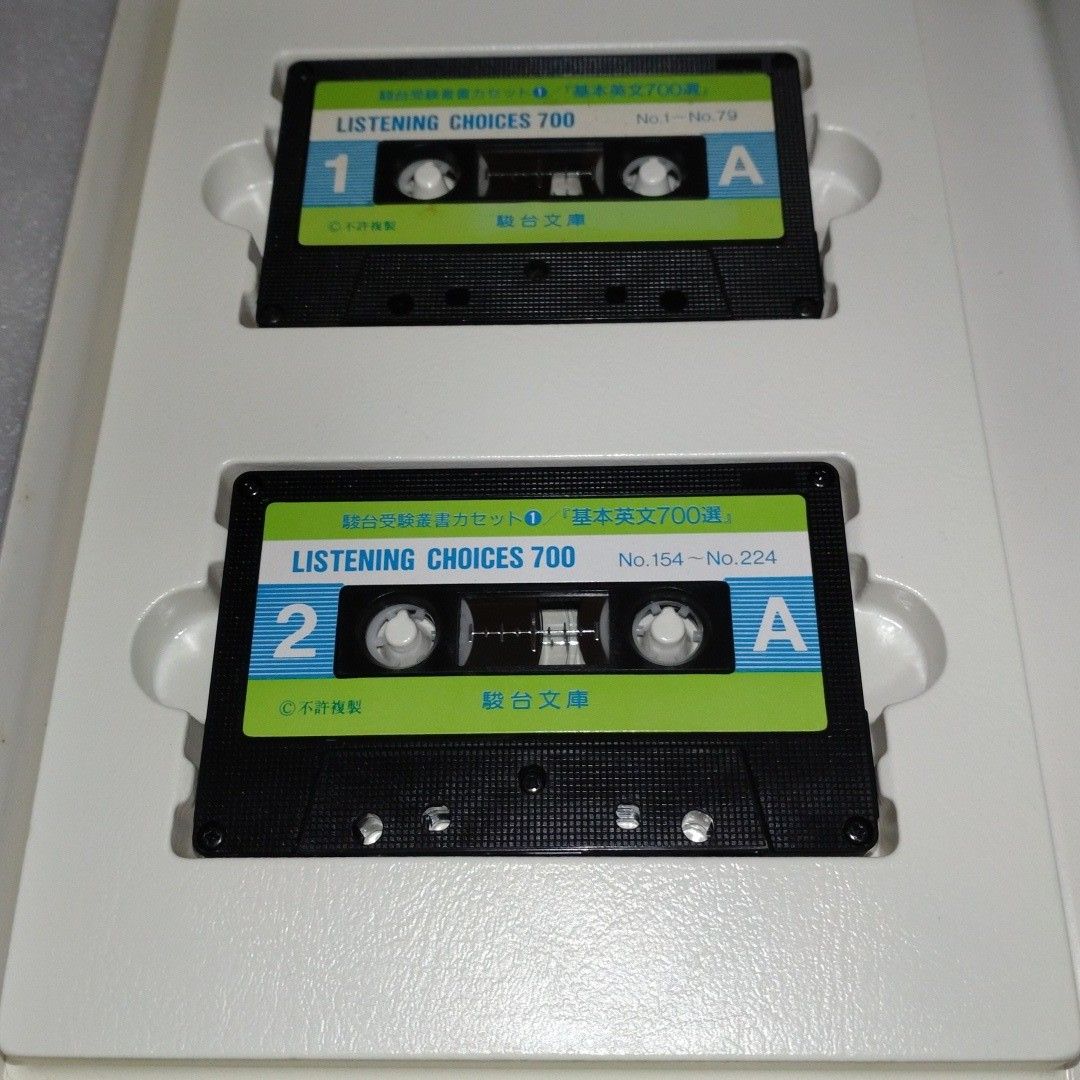 駿台受験叢書カセット❶/『基本英文700選』
LISTENING CHOICES 700 No.1～No.79
1 A
駿台文庫
©不許複製
駿台受験叢書カセット❶/『基本英文700選』
LISTENING CHOICES 700 No.154～No.224
2 A
駿台文庫
©不許複製